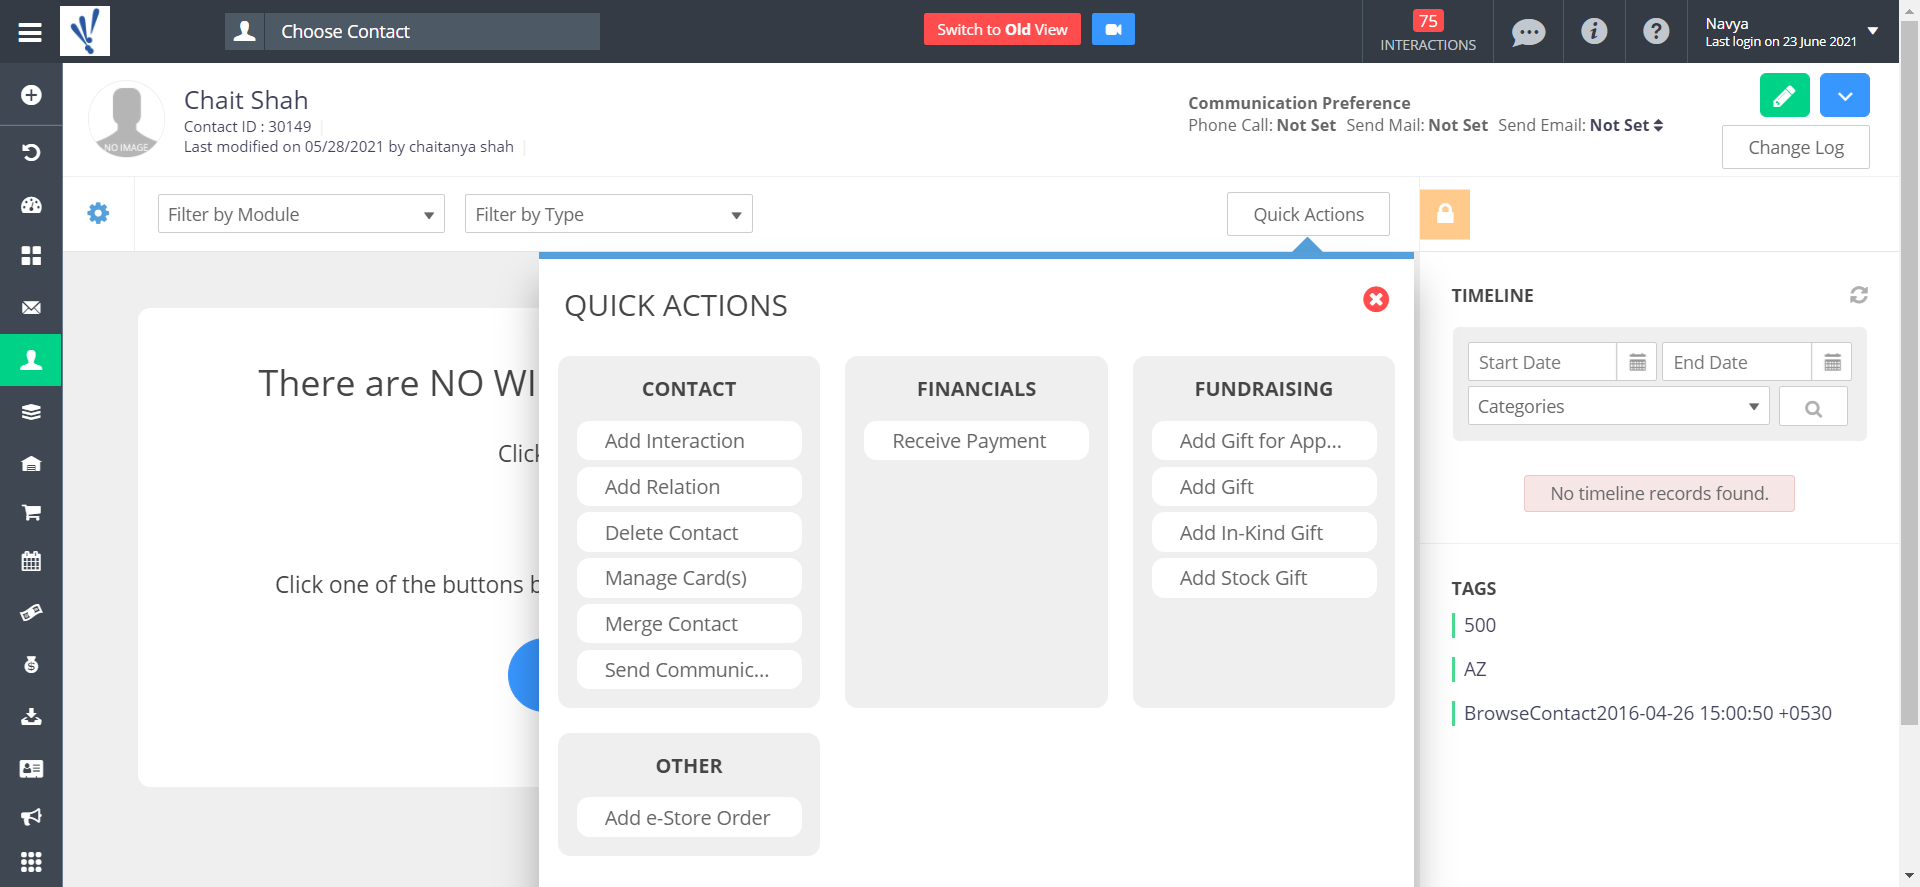 Choose Contact
Switch to Old View
75
INTERACTIONS
Navya
Last login on 23 June 2021
NO IMAGE
Chait Shah
Contact ID : 30149
Last modified on 05/28/2021 by chaitanya shah
Communication Preference
Phone Call: Not Set Send Mail: Not Set Send Email: Not Set
Change Log
Filter by Module
Filter by Type
Quick Actions
There are NO WI
Click
Click one of the buttons b
QUICK ACTIONS
CONTACT
Add Interaction
Add Relation
Delete Contact
Manage Card(s)
Merge Contact
Send Communic...
FINANCIALS
Receive Payment
FUNDRAISING
Add Gift for App...
Add Gift
Add In-Kind Gift
Add Stock Gift
OTHER
Add e-Store Order
TIMELINE
Start Date
End Date
Categories
No timeline records found.
TAGS
500
AZ
BrowseContact2016-04-26 15:00:50 +0530